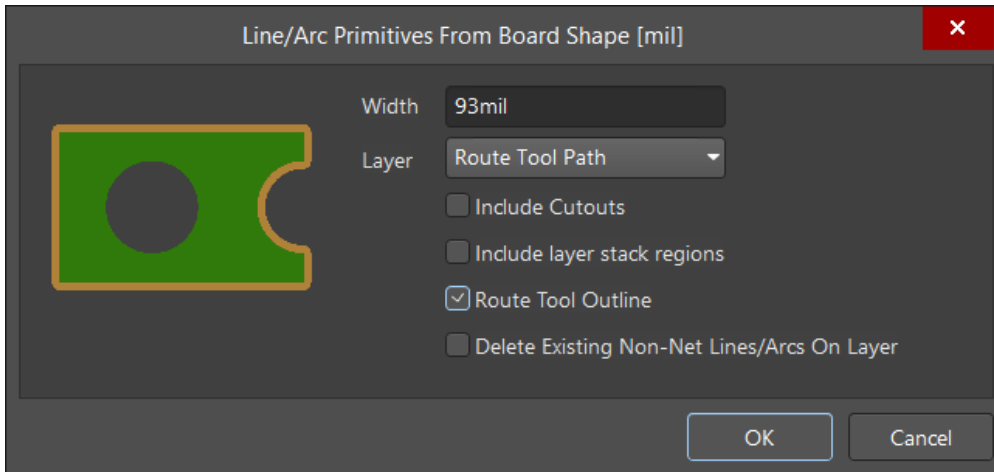 Line/Arc Primitives From Board Shape [mil]
Width 93mil
Layer Route Tool Path
Include Cutouts
Include layer stack regions
Route Tool Outline
Delete Existing Non-Net Lines/Arcs On Layer
OK Cancel